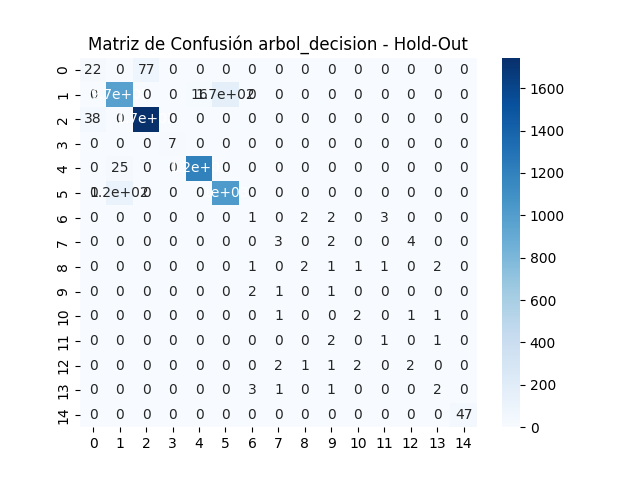 Matriz de Confusión arbol_decision - Hold-Out
0 22 0 77 0 0 0 0 0 0 0 0 0 0 0 0
1 0 0 0 0 0 0 0 0 0 0 0 0
2 38 0 0 0 0 0 0 0 0 0 0 0 0 0
3 0 0 0 7 0 0 0 0 0 0 0 0 0 0 0
4 0 25 0 0 0 0 0 0 0 0 0 0 0 0
5 0 1.2e+02 0 0 0 0 0 0 0 0 0 0 0 0
6 0 0 0 0 0 0 1 0 2 2 0 3 0 0 0
7 0 0 0 0 0 0 0 3 0 2 0 0 4 0 0
8 0 0 0 0 0 0 1 0 2 1 1 1 0 2 0
9 0 0 0 0 0 0 2 1 0 1 0 0 0 0 0
10 0 0 0 0 0 0 0 1 0 0 2 0 1 1 0
11 0 0 0 0 0 0 0 0 0 2 0 1 0 1 0
12 0 0 0 0 0 0 0 2 1 1 2 0 2 0 0
13 0 0 0 0 0 0 3 1 0 1 0 0 0 2 0
14 0 0 0 0 0 0 0 0 0 0 0 0 0 0 47
0 1 2 3 4 5 6 7 8 9 10 11 12 13 14
1600
1400
1200
1000
800
600
400
200
0